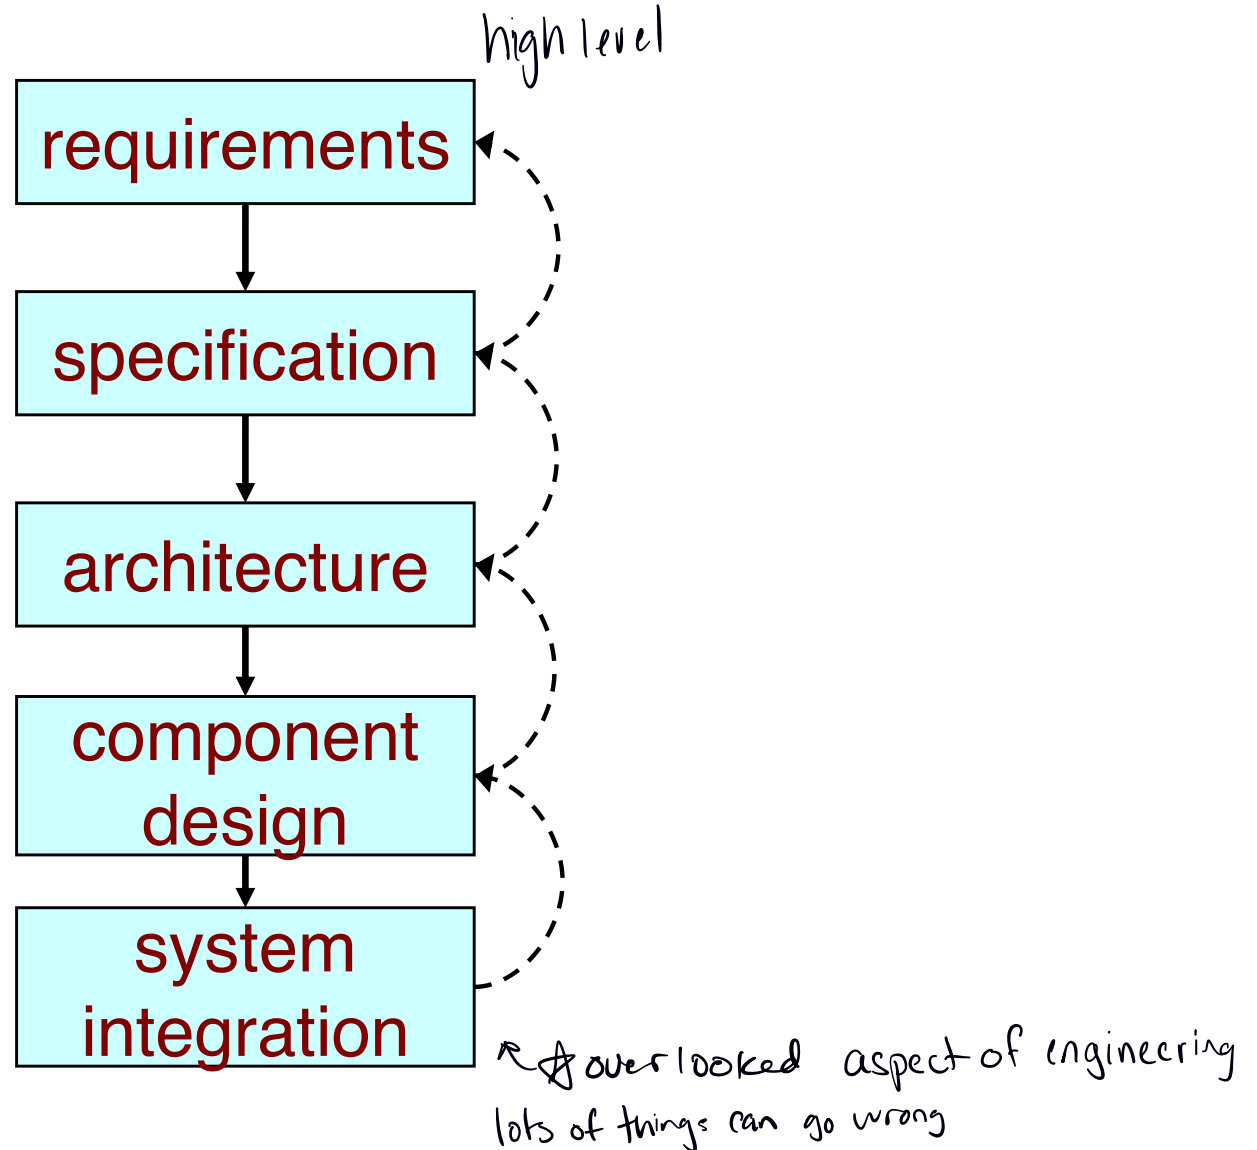 high level
requirements
specification
architecture
component
design
system
integration
overlooked aspect of engineering
lots of things can go wrong